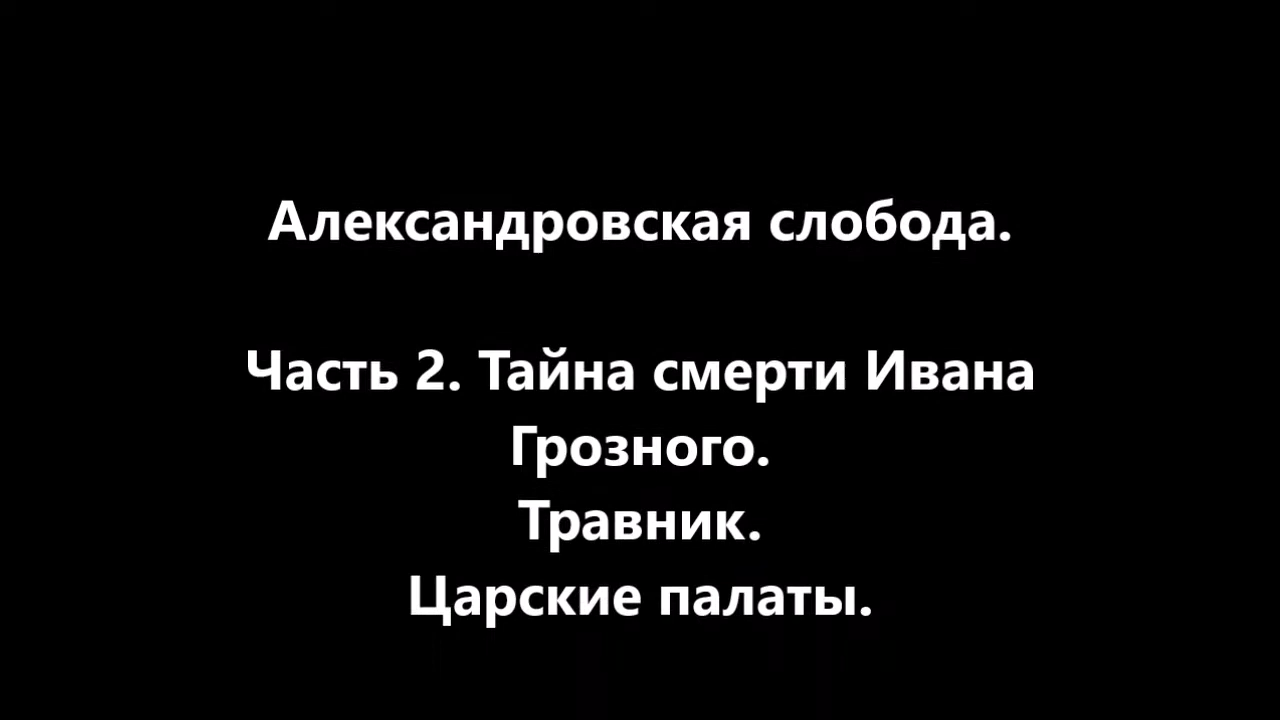 Александровская слобода.
Часть 2. Тайна смерти Ивана
Грозного.
Травник.
Царские палаты.